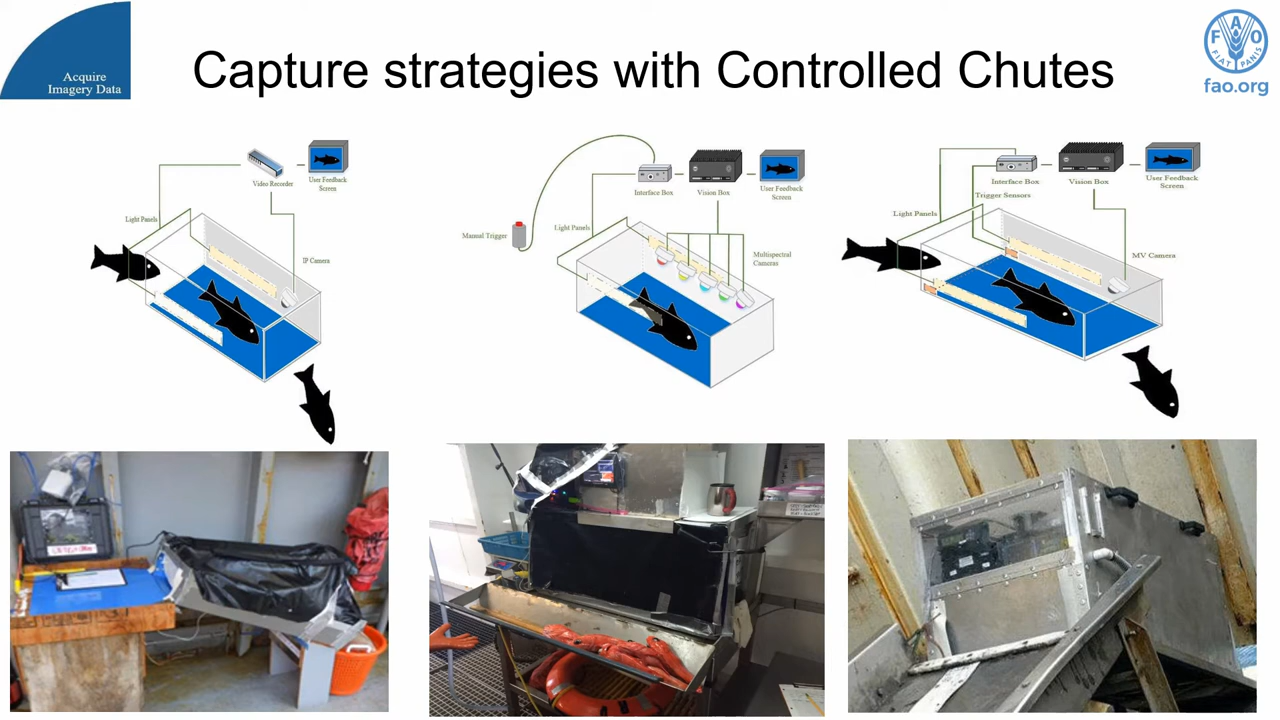 Acquire
Imagery Data
Capture strategies with Controlled Chutes
F A O
FIAT PANIS
fao.org
Video Recorder
User Feedback
Screen
Light Panels
IP Camera
Interface Box
Vision Box
User Feedback
Screen
Manual Trigger
Light Panels
Multispectral
Cameras
Interface Box
Vision Box
User Feedback
Screen
Trigger Sensors
Light Panels
MV Camera